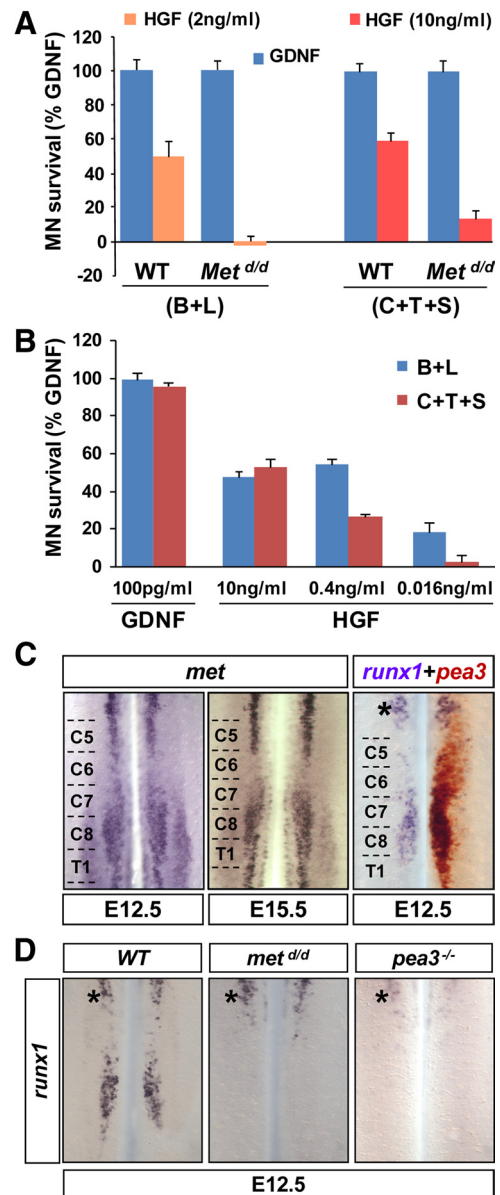 A
HGF (2ng/ml)
HGF (10ng/ml)
GDNF
MN survival (% GDNF)
120
100
80
60
40
20
0
-20
WT
Met d/d
WT
Met d/d
(B+L)
(C+T+S)
B
MN survival (% GDNF)
120
100
80
60
40
20
0
B+L
C+T+S
100pg/ml
10ng/ml
0.4ng/ml
0.016ng/ml
GDNF
HGF
C
met
runx1+pea3
*
C5
C6
C7
C8
T1
C5
C6
C7
C8
T1
C5
C6
C7
C8
T1
E12.5
E15.5
E12.5
D
WT
met d/d
pea3-/-
runx1
*
*
*
E12.5